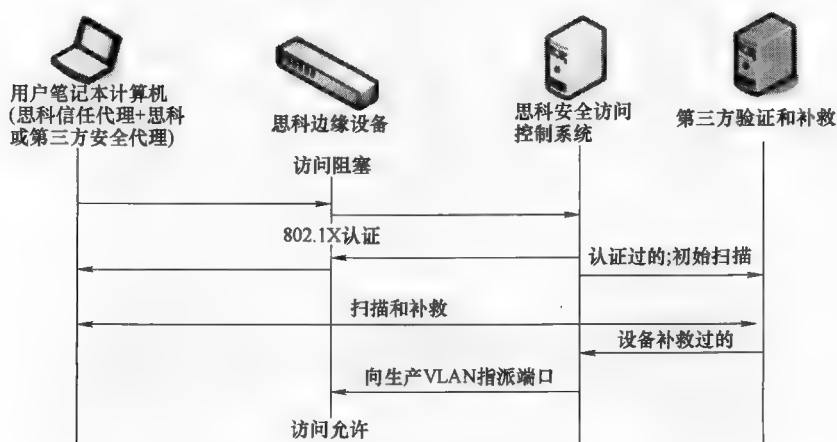 用户笔记本计算机
(思科信任代理+思科
或第三方安全代理)
思科边缘设备
思科安全访问
控制系统
第三方验证和补救
访问阻塞
802.1X认证
认证过的;初始扫描
扫描和补救
设备补救过的
向生产VLAN指派端口
访问允许